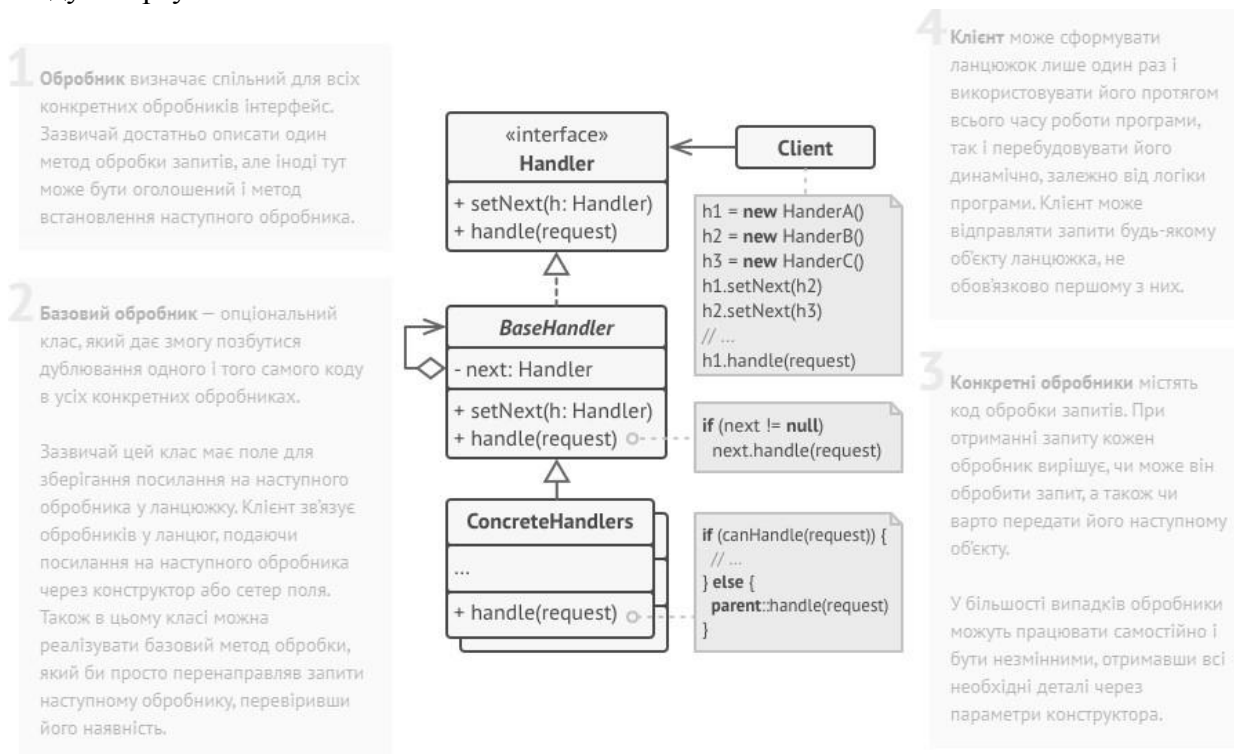 1
Обробник визначає спільний для всіх
конкретних обробників інтерфейс.
Зазвичай достатньо описати один
метод обробки запитів, але іноді тут
може бути оголошений і метод
встановлення наступного обробника.
2
Базовий обробник — опціональний
клас, який дає змогу позбутися
дублювання одного і того самого коду
в усіх конкретних обробниках.
Зазвичай цей клас має поле для
зберігання посилання на наступного
обробника у ланцюжку. Клієнт зв'язує
обробників у ланцюг, подаючи
посилання на наступного обробника
через конструктор або сетер поля.
Також в цьому класі можна
реалізувати базовий метод обробки,
який би просто перенаправляв запити
наступному обробнику, перевіривши
його наявність.
«interface»
Handler
+ setNext(h: Handler)
+ handle(request)
BaseHandler
- next: Handler
+ setNext(h: Handler)
+ handle(request)
ConcreteHandlers
...
+ handle(request)
Client
h1 = new HanderA()
h2 = new HanderB()
h3 = new HanderC()
h1.setNext(h2)
h2.setNext(h3)
// ...
h1.handle(request)
if (next != null)
next.handle(request)
if (canHandle(request)) {
// ...
} else {
parent::handle(request)
}
4
Клієнт може сформувати
ланцюжок лише один раз і
використовувати його протягом
всього часу роботи програми,
так і перебудовувати його
динамічно, залежно від логіки
програми. Клієнт може
відправляти запити будь-якому
об'єкту ланцюжка, не
обов'язково першому з них.
3
Конкретні обробники містять
код обробки запитів. При
отриманні запиту кожен
обробник вирішує, чи може він
обробити запит, а також чи
варто передати його наступному
об'єкту.
У більшості випадків обробники
можуть працювати самостійно і
бути незмінними, отримавши всі
необхідні деталі через
параметри конструктора.